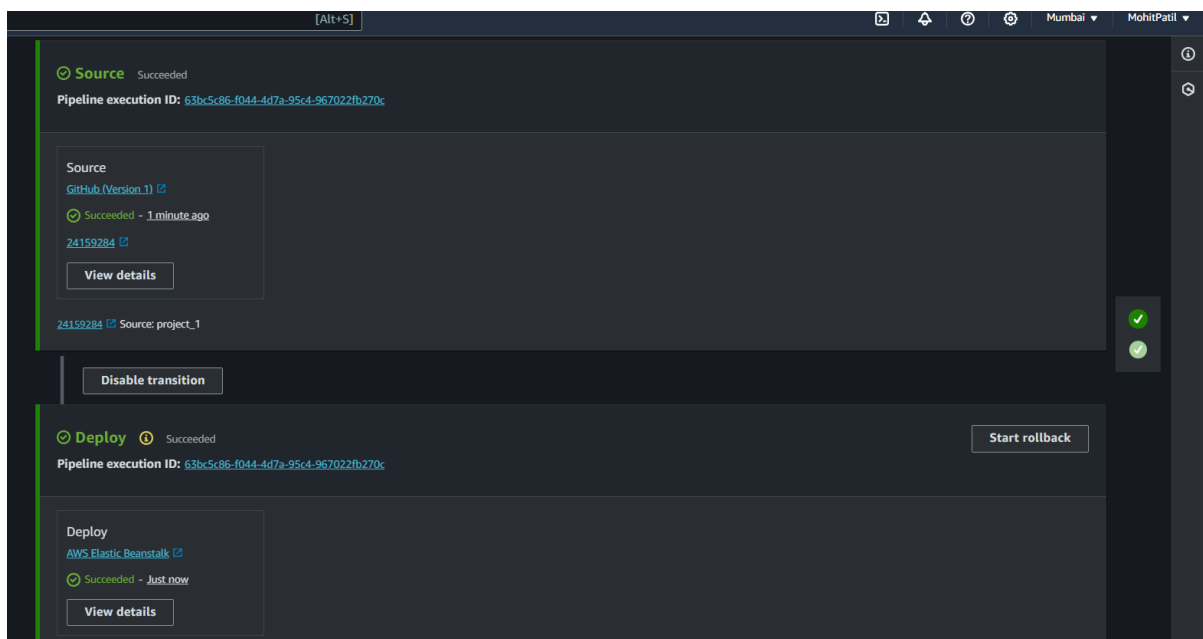 [Alt+S]
Mumbai
MohitPatil
Source Succeeded
Pipeline execution ID: 63bc5c86-f044-4d7a-95c4-967022fb270c
Source
GitHub (Version 1)
Succeeded - 1 minute ago
24159284
View details
24159284 Source: project_1
Disable transition
Deploy Succeeded
Start rollback
Pipeline execution ID: 63bc5c86-f044-4d7a-95c4-967022fb270c
Deploy
AWS Elastic Beanstalk
Succeeded - Just now
View details